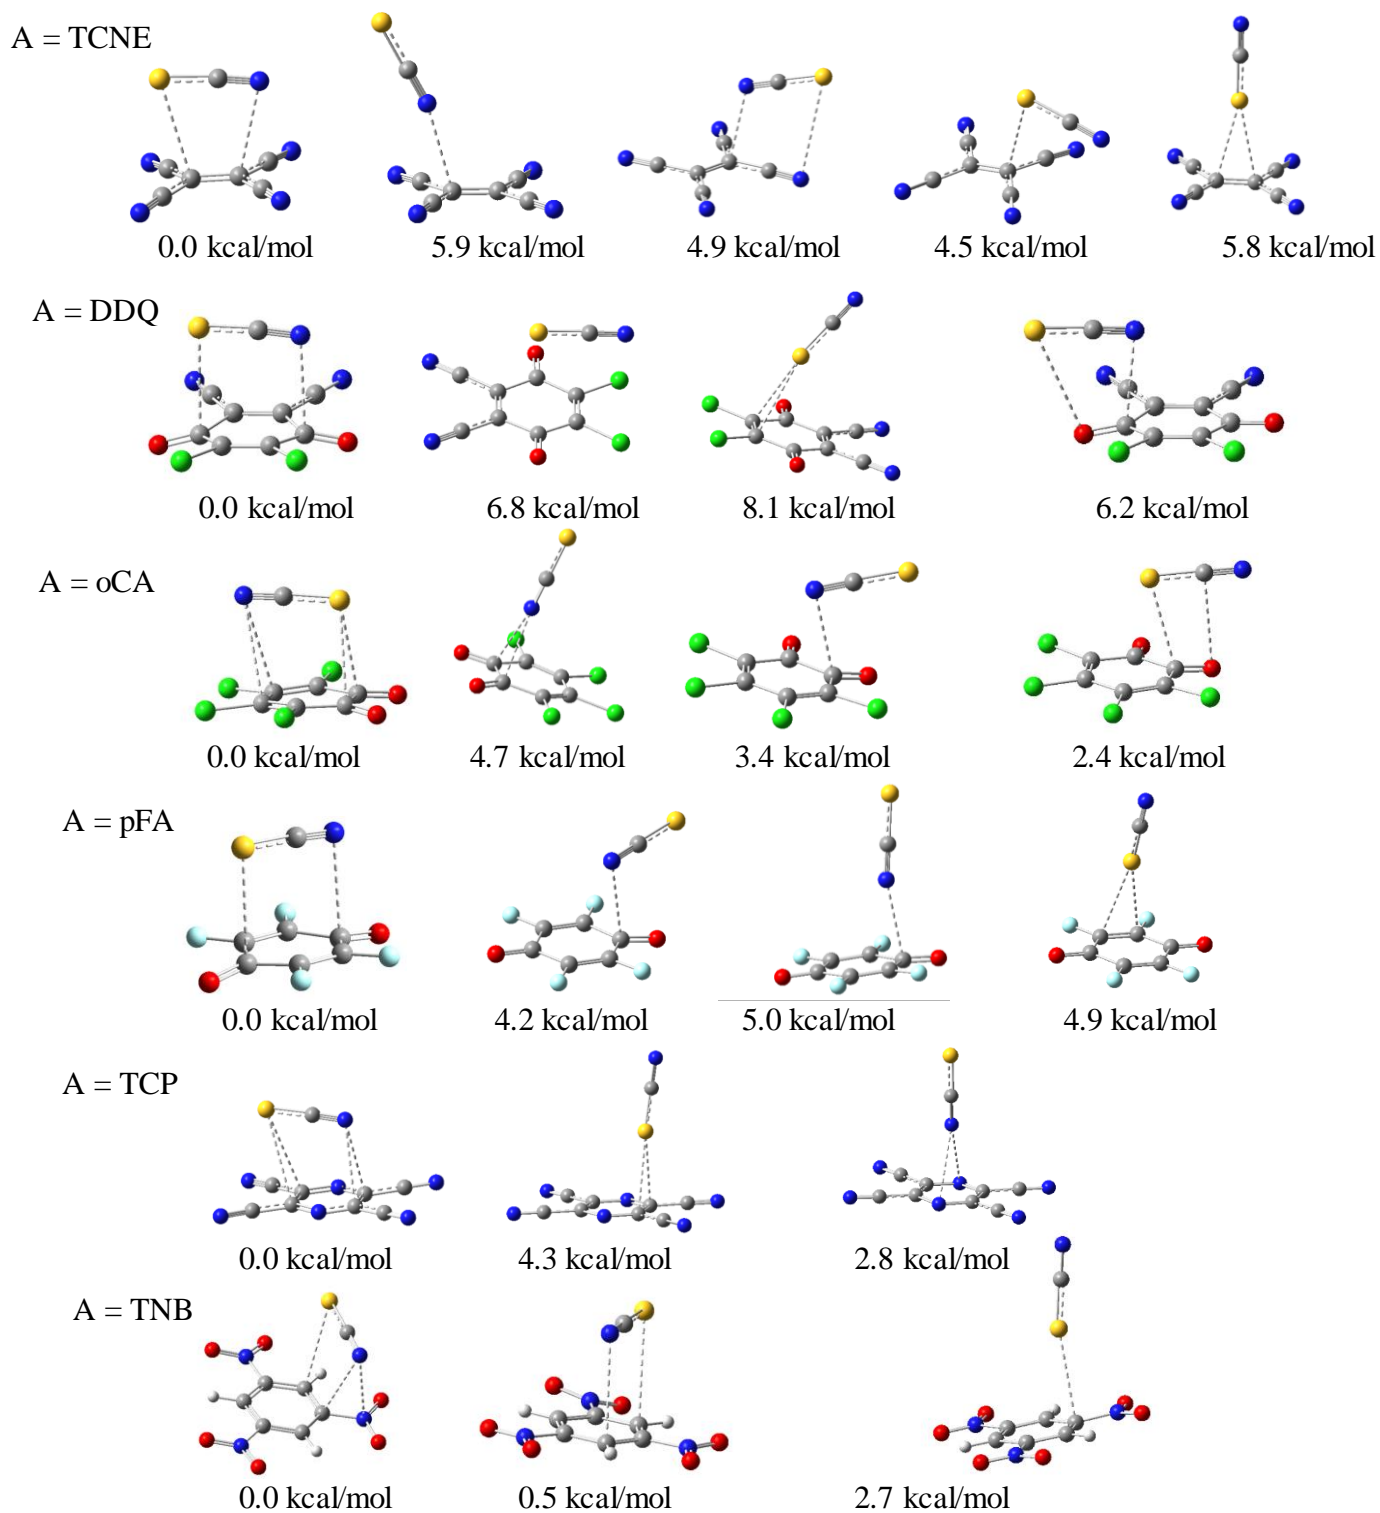 A = TCNE
0.0 kcal/mol 5.9 kcal/mol 4.9 kcal/mol 4.5 kcal/mol 5.8 kcal/mol
A = DDQ
0.0 kcal/mol 6.8 kcal/mol 8.1 kcal/mol 6.2 kcal/mol
A = oCA
0.0 kcal/mol 4.7 kcal/mol 3.4 kcal/mol 2.4 kcal/mol
A = pFA
0.0 kcal/mol 4.2 kcal/mol 5.0 kcal/mol 4.9 kcal/mol
A = TCP
0.0 kcal/mol 4.3 kcal/mol 2.8 kcal/mol
A = TNB
0.0 kcal/mol 0.5 kcal/mol 2.7 kcal/mol